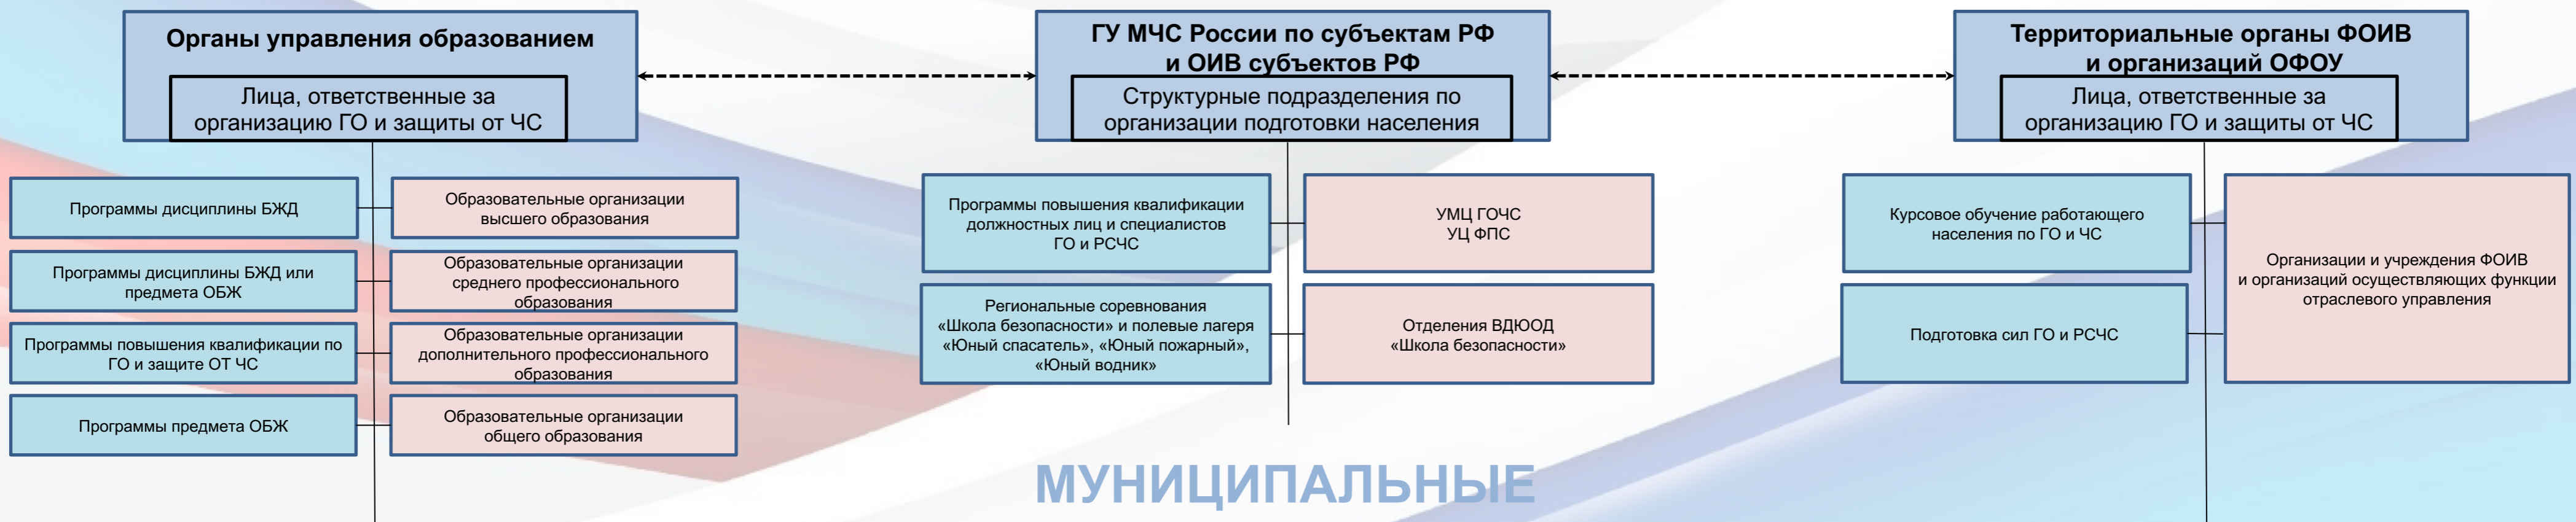 Органы управления образованием
Лица, ответственные за
организацию ГО и защиты от ЧС
ГУ МЧС России по субъектам РФ
и ОИВ субъектов РФ
Структурные подразделения по
организации подготовки населения
Территориальные органы ФОИВ
и организаций ОФОУ
Лица, ответственные за
организацию ГО и защиты от ЧС
Программы дисциплины БЖД
Образовательные организации
высшего образования
Программы дисциплины БЖД или
предмета ОБЖ
Образовательные организации
среднего профессионального
образования
Программы повышения квалификации по
ГО и защите ОТ ЧС
Образовательные организации
дополнительного профессионального
образования
Программы предмета ОБЖ
Образовательные организации
общего образования
Программы повышения квалификации
должностных лиц и специалистов
ГО и РСЧС
УМЦ ГОЧС
УЦ ФПС
Региональные соревнования
«Школа безопасности» и полевые лагеря
«Юный спасатель», «Юный пожарный»,
«Юный водник»
Отделения ВДЮОД
«Школа безопасности»
Курсовое обучение работающего
населения по ГО и ЧС
Организации и учреждения ФОИВ
и организаций осуществляющих функции
отраслевого управления
Подготовка сил ГО и РСЧС
МУНИЦИПАЛЬНЫЕ